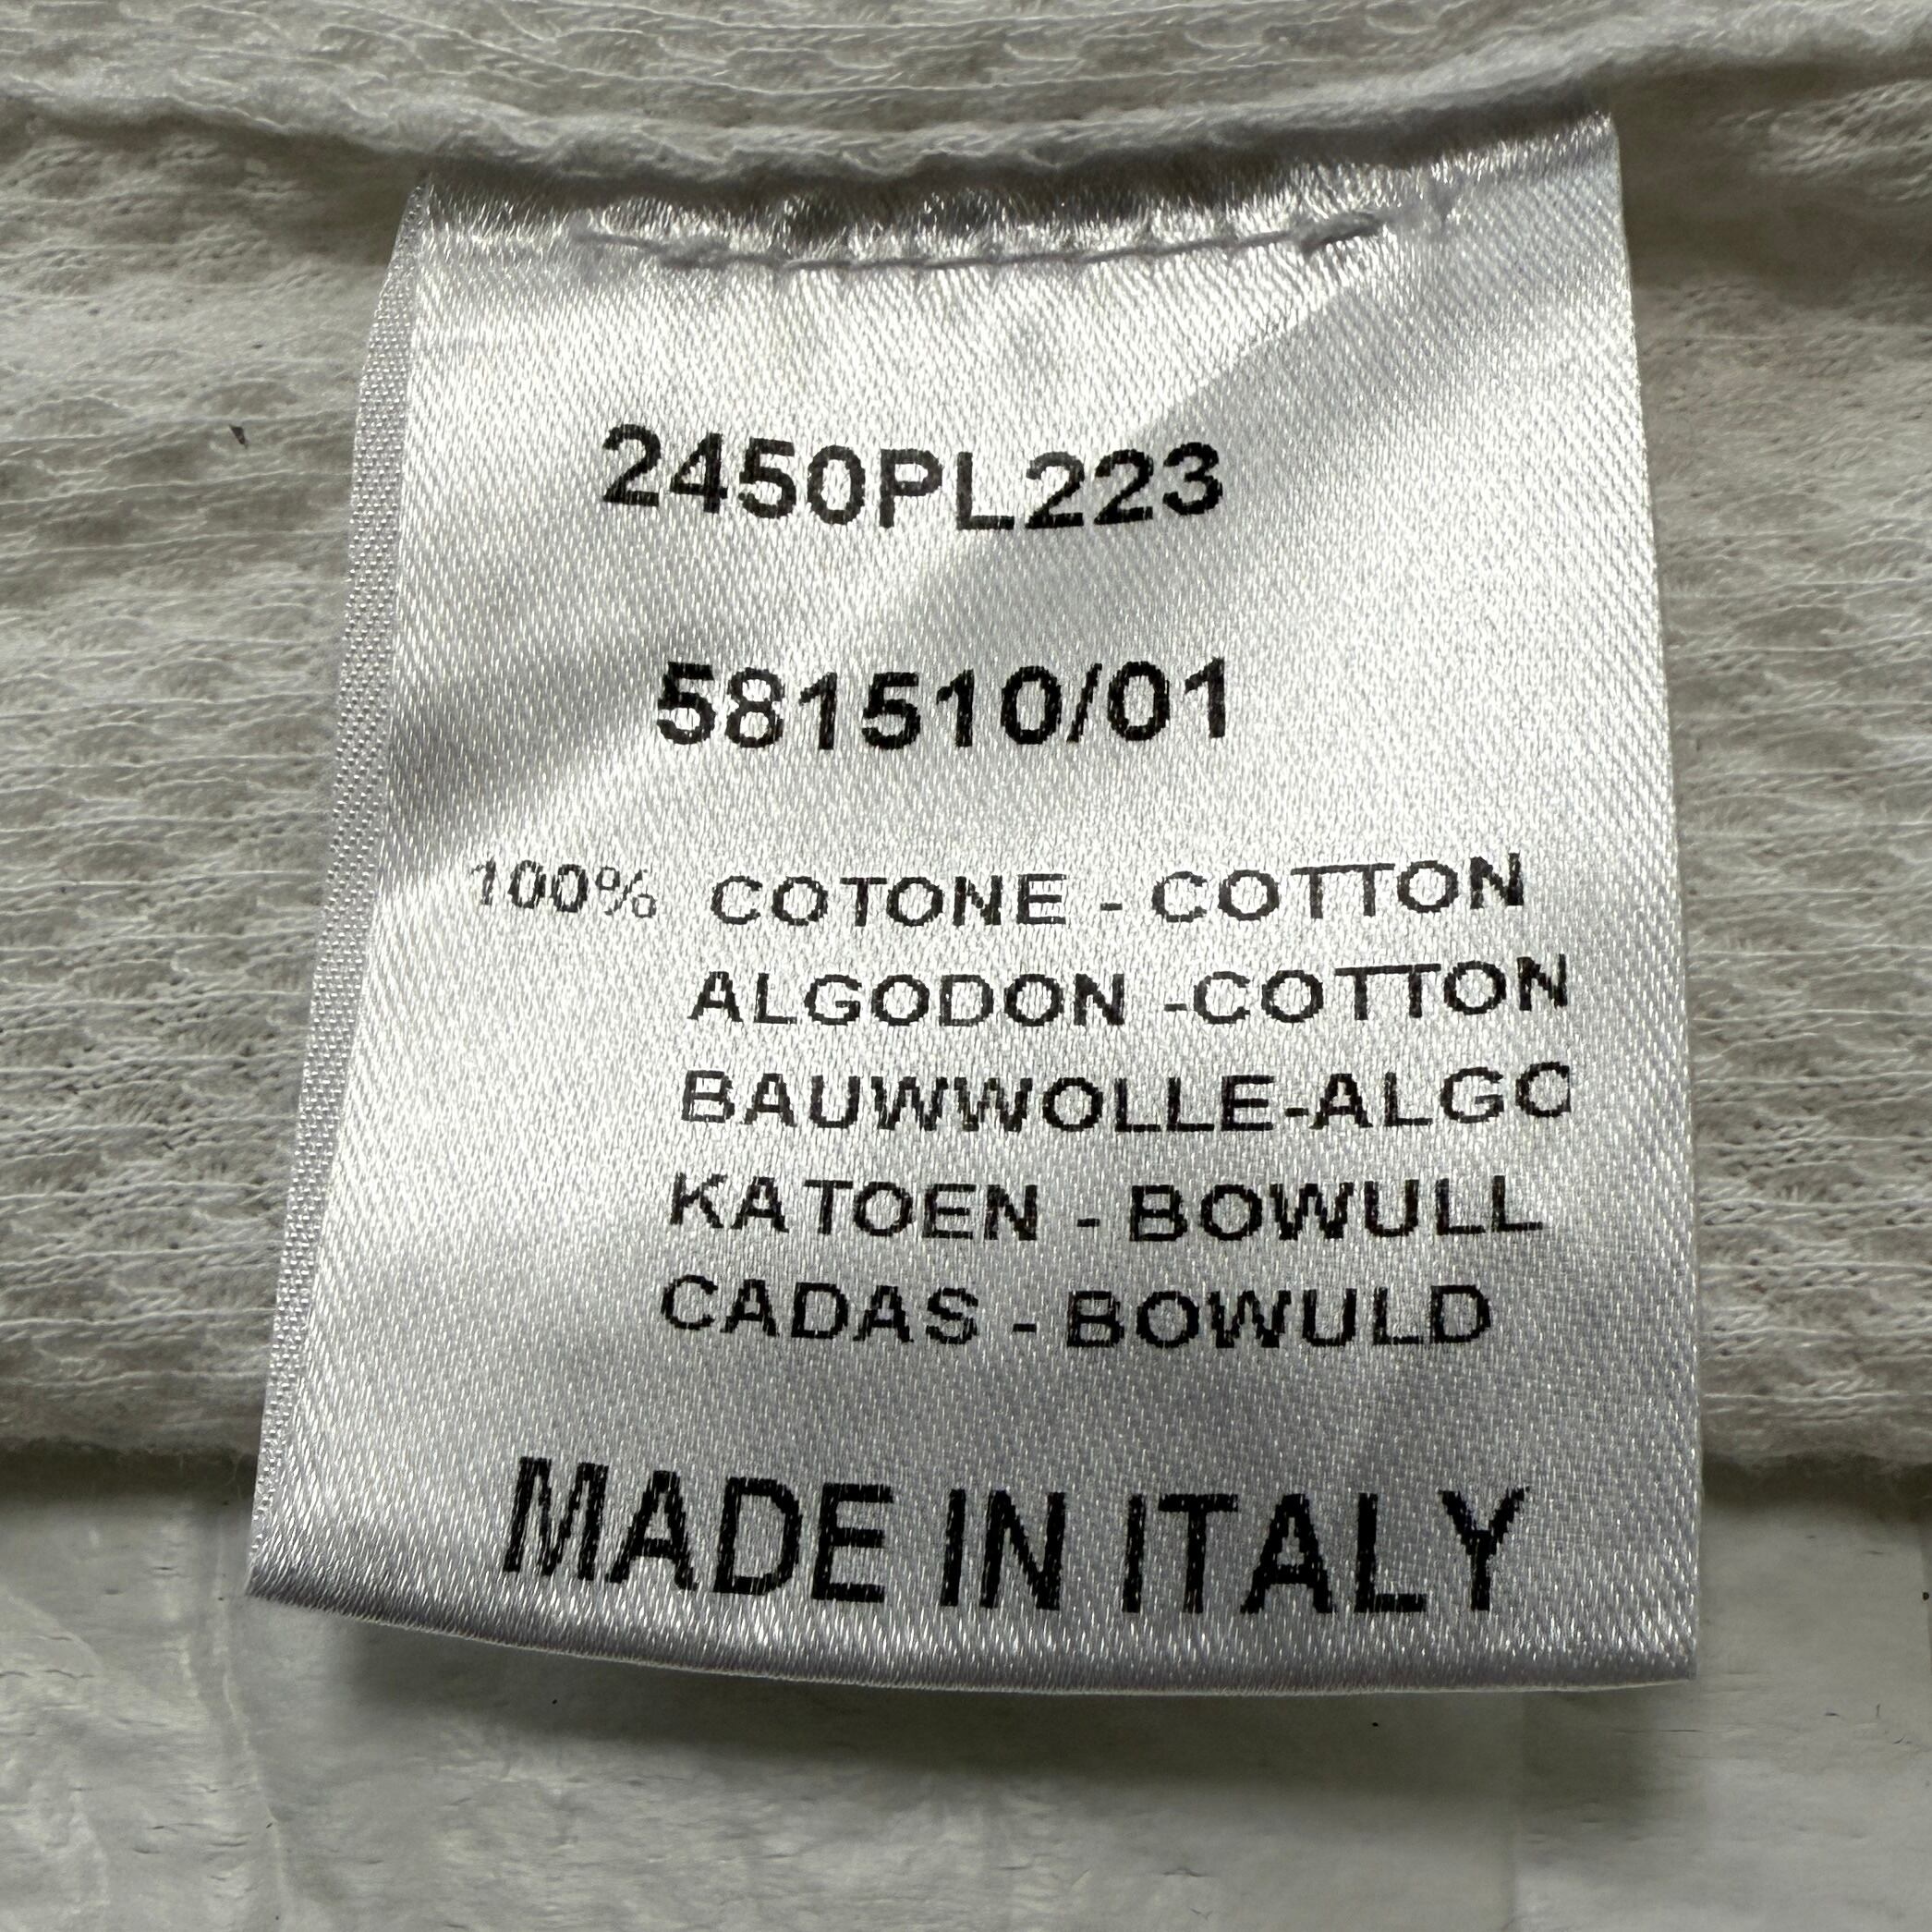 2450PL223
581510/01
100% COTONE - COTTON
ALGODON -COTTON
BAUWWOLLE-ALGO
KATOEN - BOWULL
CADAS - BOWULD
MADE IN ITALY